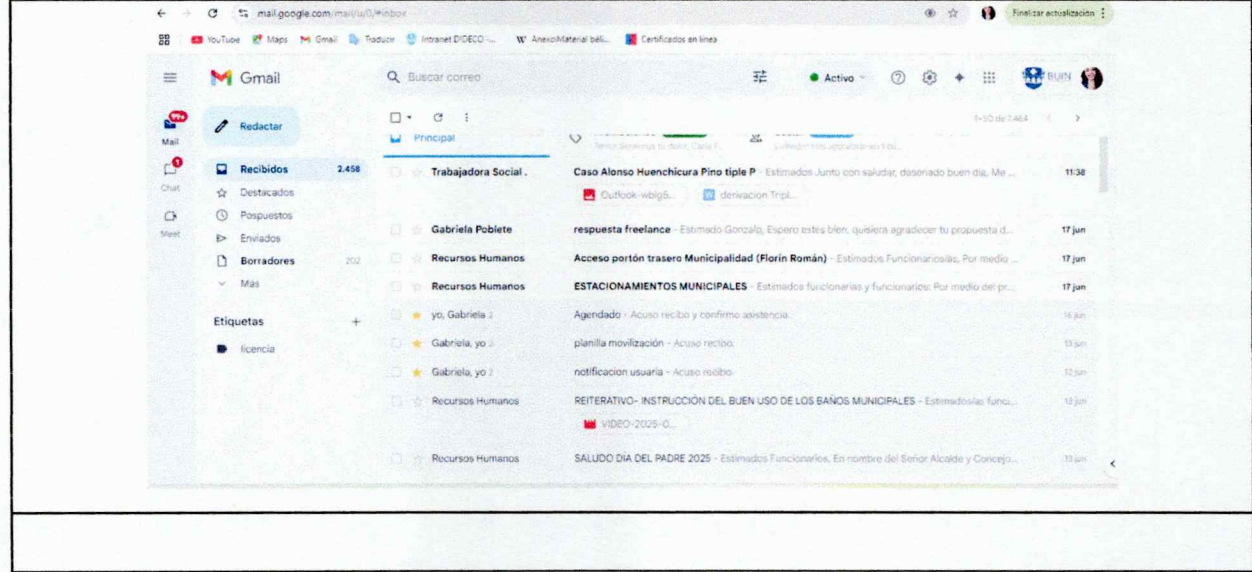 mail.google.com/mail/u/0/#inbox
Finalizar actualización
YouTube Maps Gmail Traducir Intranet DIDECO -... W AnexoMaterial béli... Certificados en línea
Gmail
Buscar correo
Activo
BUIN
99+
Mail
Redactar
1-50 de 2.464
Principal
Recibidos 2.458
Trabajadora Social . Caso Alonso Huenchicura Pino tiple P - Estimados Junto con saludar, deseando buen día, Me ... 11:38
Chat
Destacados
Outlook-wblg5... W derivacion Tripl...
Pospuestos
Meet
Enviados
Gabriela Poblete respuesta freelance - Estimado Gonzalo, Espero estés bien, quisiera agradecer tu propuesta d... 17 jun
Borradores 202
Recursos Humanos Acceso portón trasero Municipalidad (Florín Román) - Estimados Funcionarios/as, Por medio ... 17 jun
Más
Recursos Humanos ESTACIONAMIENTOS MUNICIPALES - Estimados funcionarias y funcionarios: Por medio del pr... 17 jun
Etiquetas +
yo, Gabriela 2 Agendado - Acuso recibo y confirmo asistencia. 16 jun
licencia
Gabriela, yo 2 planilla movilización - Acuso recibo. 13 jun
Gabriela, yo 2 notificacion usuaria - Acuso recibo. 12 jun
Recursos Humanos REITERATIVO- INSTRUCCIÓN DEL BUEN USO DE LOS BAÑOS MUNICIPALES - Estimados/as funci...
VIDEO-2025-0...
Recursos Humanos SALUDO DIA DEL PADRE 2025 - Estimados Funcionarios, En nombre del Señor Alcalde y Concejo...